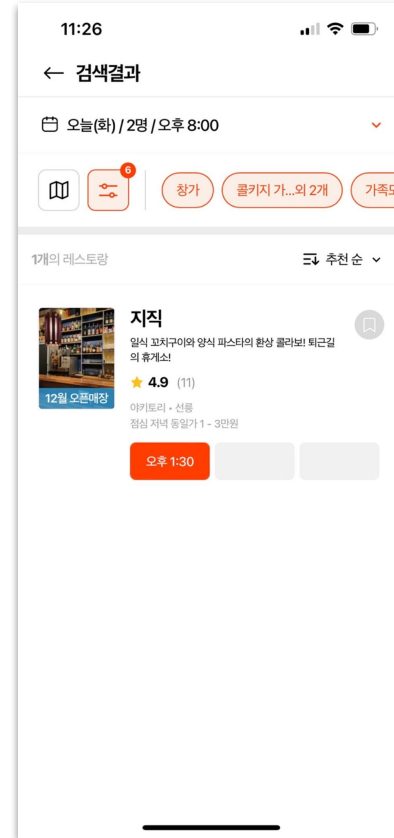 11:26
검색결과
오늘(화) / 2명 / 오후 8:00
6
창가
콜키지 가...외 2개
가족모
1개의 레스토랑
추천 순
지직
일식 꼬치구이와 양식 파스타의 환상 콜라보! 퇴근길
의 휴게소!
4.9 (11)
12월 오픈매장
야키토리 • 선릉
점심 저녁 동일가 1 - 3만원
오후 1:30